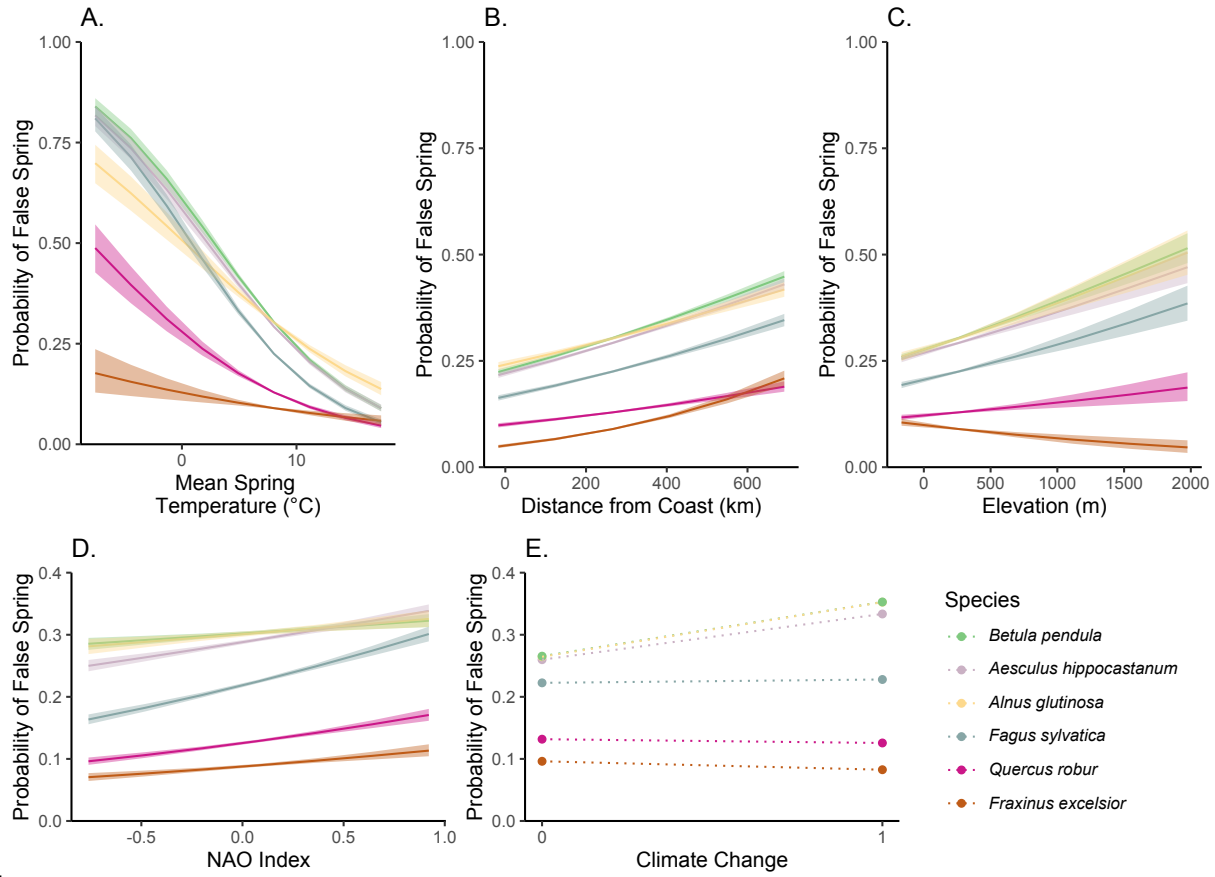 A.
1.00
0.75
0.50
0.25
0.00
Probability of False Spring
0
10
Mean Spring
Temperature (°C)
B.
1.00
0.75
0.50
0.25
0.00
Probability of False Spring
0
200
400
600
Distance from Coast (km)
C.
1.00
0.75
0.50
0.25
0.00
Probability of False Spring
0
500
1000
1500
2000
Elevation (m)
D.
0.4
0.3
0.2
0.1
0.0
Probability of False Spring
-0.5
0.0
0.5
1.0
NAO Index
E.
0.4
0.3
0.2
0.1
0.0
Probability of False Spring
0
1
Climate Change
Species
Betula pendula
Aesculus hippocastanum
Alnus glutinosa
Fagus sylvatica
Quercus robur
Fraxinus excelsior